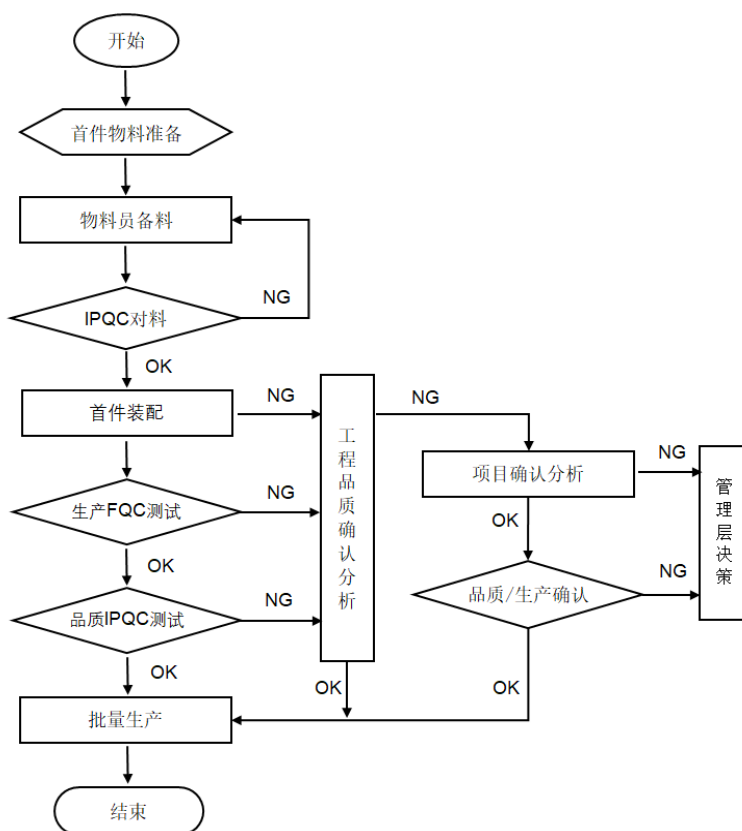 开始
首件物料准备
物料员备料
NG
IPQC对料
OK
首件装配
NG
NG
工程品质确认分析
项目确认分析
NG
管理层决策
生产FQC测试
NG
OK
OK
品质/生产确认
NG
品质IPQC测试
NG
OK
OK
OK
批量生产
结束